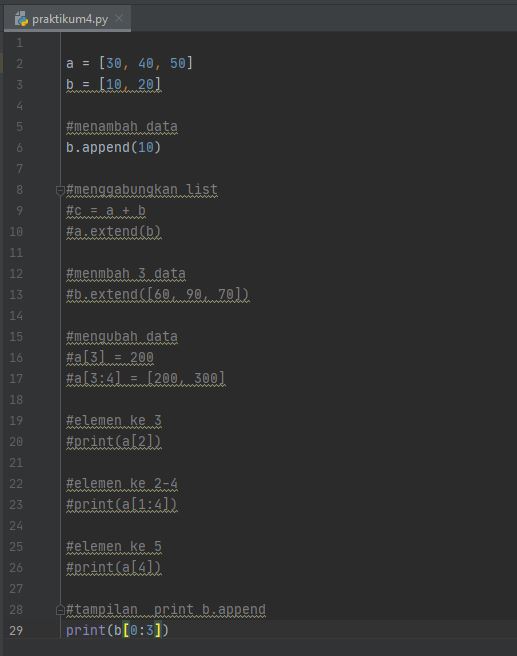 praktikum4.py
1
2 a = [30, 40, 50]
3 b = [10, 20]
4
5 #menambah data
6 b.append(10)
7
8 #menggabungkan list
9 #c = a + b
10 #a.extend(b)
11
12 #menmbah 3 data
13 #b.extend([60, 90, 70])
14
15 #mengubah data
16 #a[3] = 200
17 #a[3:4] = [200, 300]
18
19 #elemen ke 3
20 #print(a[2])
21
22 #elemen ke 2-4
23 #print(a[1:4])
24
25 #elemen ke 5
26 #print(a[4])
27
28 #tampilan  print b.append
29 print(b[0:3])